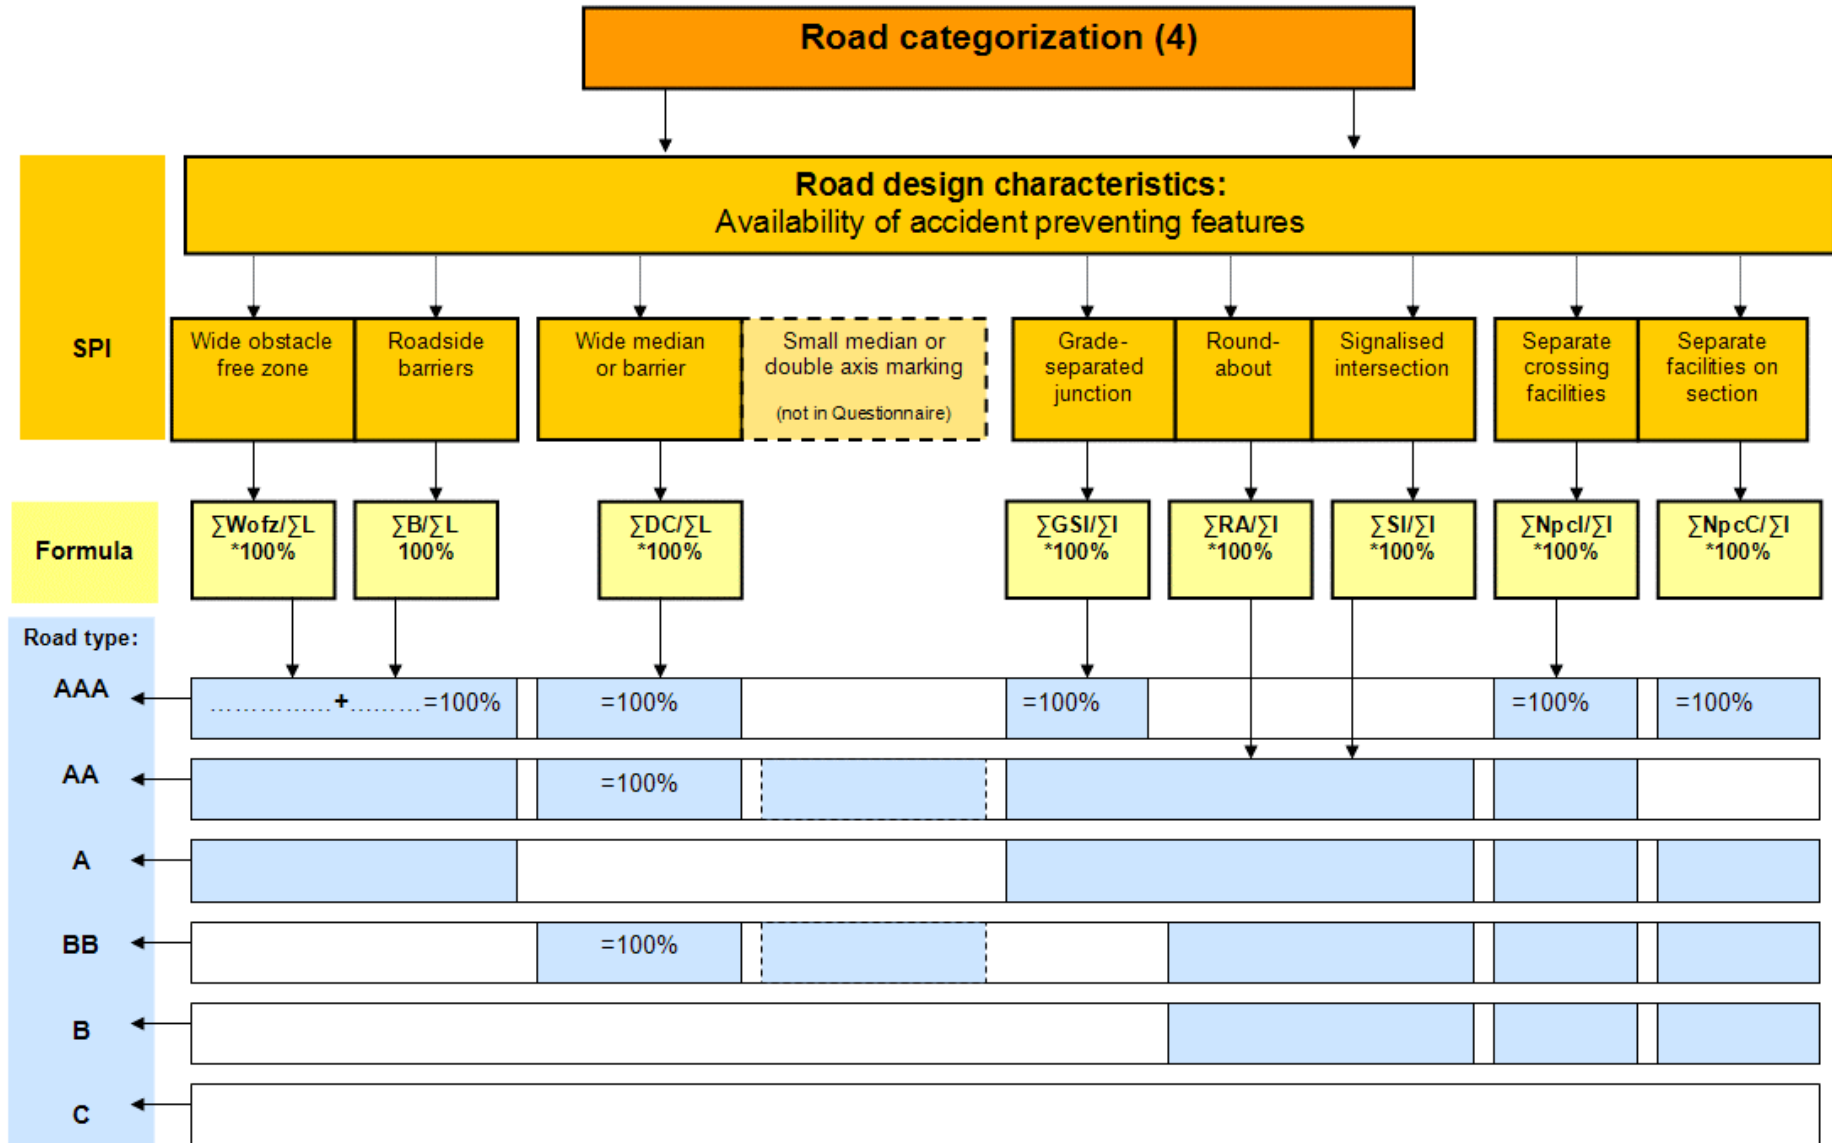 Road categorization (4)
Road design characteristics:
Availability of accident preventing features
SPI
Wide obstacle
free zone
Roadside
barriers
Wide median
or barrier
Small median or
double axis marking
(not in Questionnaire)
Grade-
separated
junction
Round-
about
Signalised
intersection
Separate
crossing
facilities
Separate
facilities on
section
Formula
∑Wofz/∑L
*100%
∑B/∑L
100%
∑DC/∑L
*100%
∑GSI/∑I
*100%
∑RA/∑I
*100%
∑SI/∑I
*100%
∑NpcI/∑I
*100%
∑NpcC/∑I
*100%
Road type:
AAA
……………+………=100%
=100%
=100%
=100%
=100%
AA
=100%
A
BB
=100%
B
C